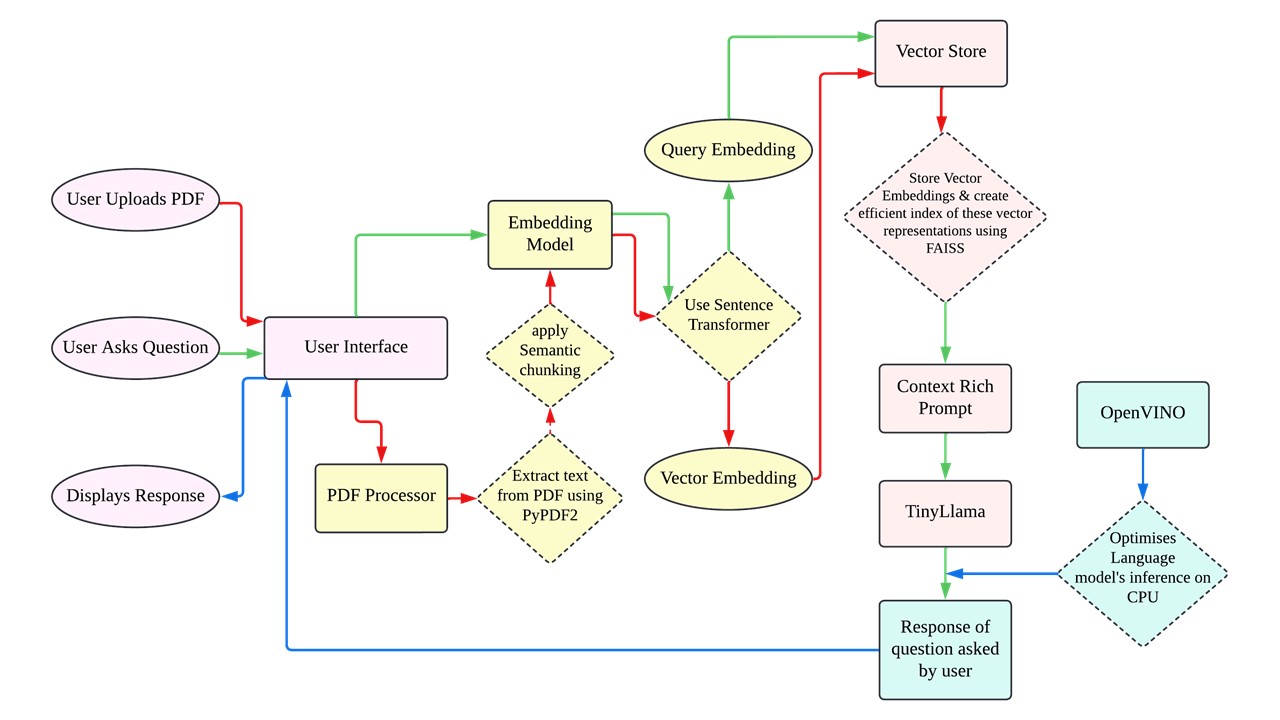 User Uploads PDF
User Asks Question
Displays Response
User Interface
PDF Processor
Extract text
from PDF using
PyPDF2
apply
Semantic
chunking
Embedding
Model
Use Sentence
Transformer
Query Embedding
Vector Embedding
Vector Store
Store Vector
Embeddings & create
efficient index of these vector
representations using
FAISS
Context Rich
Prompt
TinyLlama
OpenVINO
Optimises
Language
model's inference on
CPU
Response of
question asked
by user